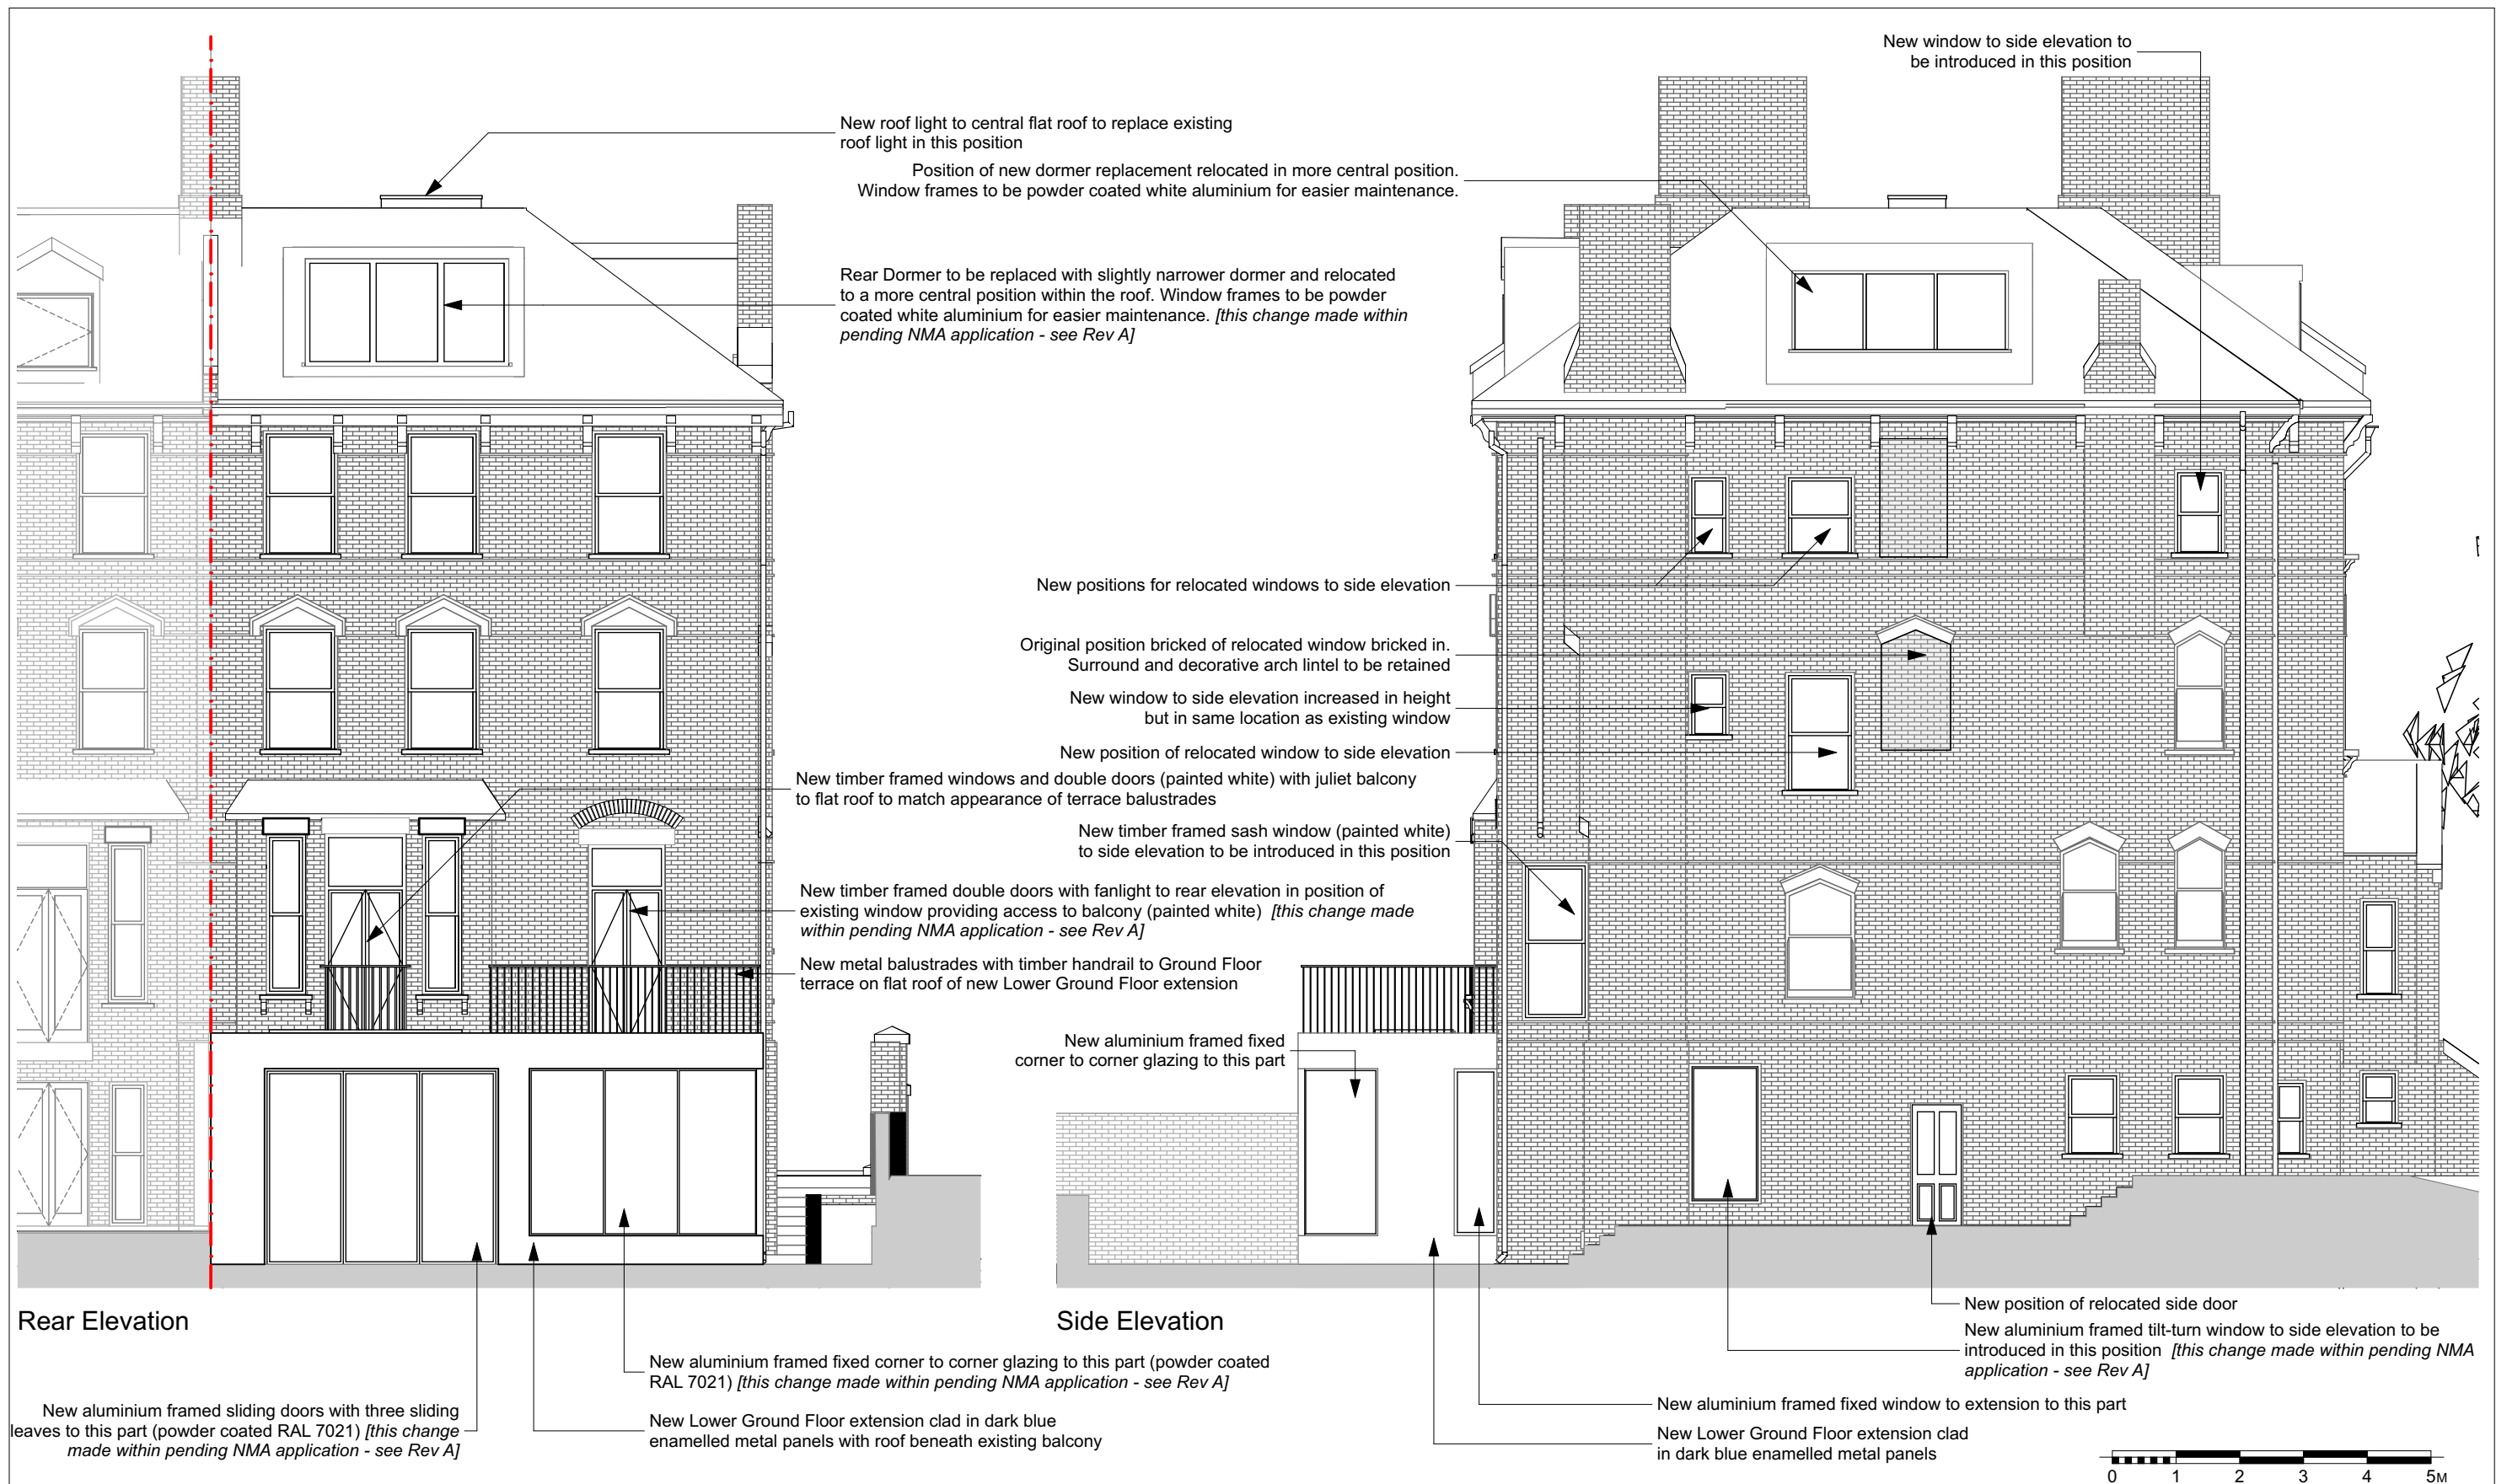 New window to side elevation to
be introduced in this position
New roof light to central flat roof to replace existing
roof light in this position
Position of new dormer replacement relocated in more central position.
Window frames to be powder coated white aluminium for easier maintenance.
Rear Dormer to be replaced with slightly narrower dormer and relocated
to a more central position within the roof. Window frames to be powder
coated white aluminium for easier maintenance. [this change made within
pending NMA application - see Rev A]
New positions for relocated windows to side elevation
Original position bricked of relocated window bricked in.
Surround and decorative arch lintel to be retained
New window to side elevation increased in height
but in same location as existing window
New position of relocated window to side elevation
New timber framed windows and double doors (painted white) with juliet balcony
to flat roof to match appearance of terrace balustrades
New timber framed sash window (painted white)
to side elevation to be introduced in this position
New timber framed double doors with fanlight to rear elevation in position of
existing window providing access to balcony (painted white) [this change made
within pending NMA application - see Rev A]
New metal balustrades with timber handrail to Ground Floor
terrace on flat roof of new Lower Ground Floor extension
New aluminium framed fixed
corner to corner glazing to this part
Rear Elevation
Side Elevation
New position of relocated side door
New aluminium framed tilt-turn window to side elevation to be
introduced in this position [this change made within pending NMA
application - see Rev A]
New aluminium framed fixed corner to corner glazing to this part (powder coated
RAL 7021) [this change made within pending NMA application - see Rev A]
New aluminium framed fixed window to extension to this part
New aluminium framed sliding doors with three sliding
leaves to this part (powder coated RAL 7021) [this change
made within pending NMA application - see Rev A]
New Lower Ground Floor extension clad in dark blue
enamelled metal panels with roof beneath existing balcony
New Lower Ground Floor extension clad
in dark blue enamelled metal panels
0 1 2 3 4 5M